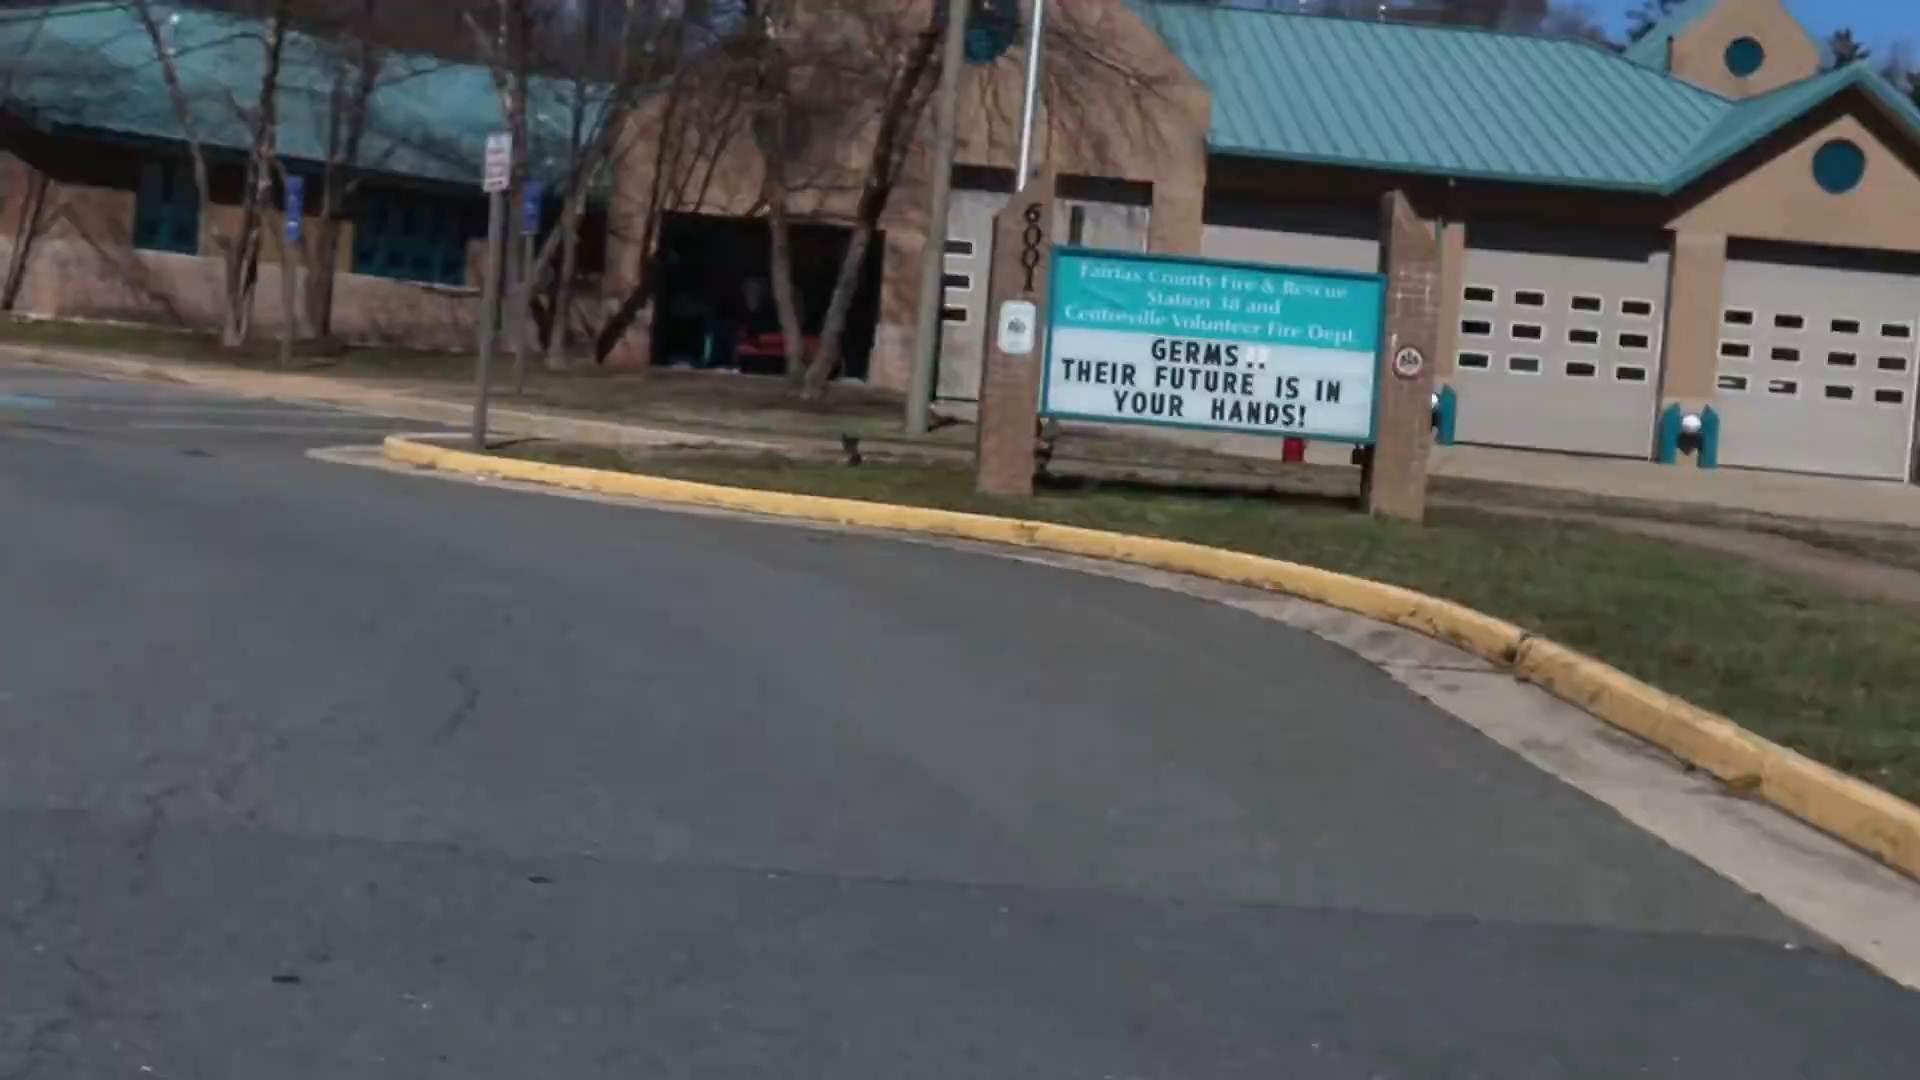 6001
Fairfax County Fire & Rescue
Station 38 and
Centreville Volunteer Fire Dept.
GERMS..
THEIR FUTURE IS IN
YOUR HANDS!